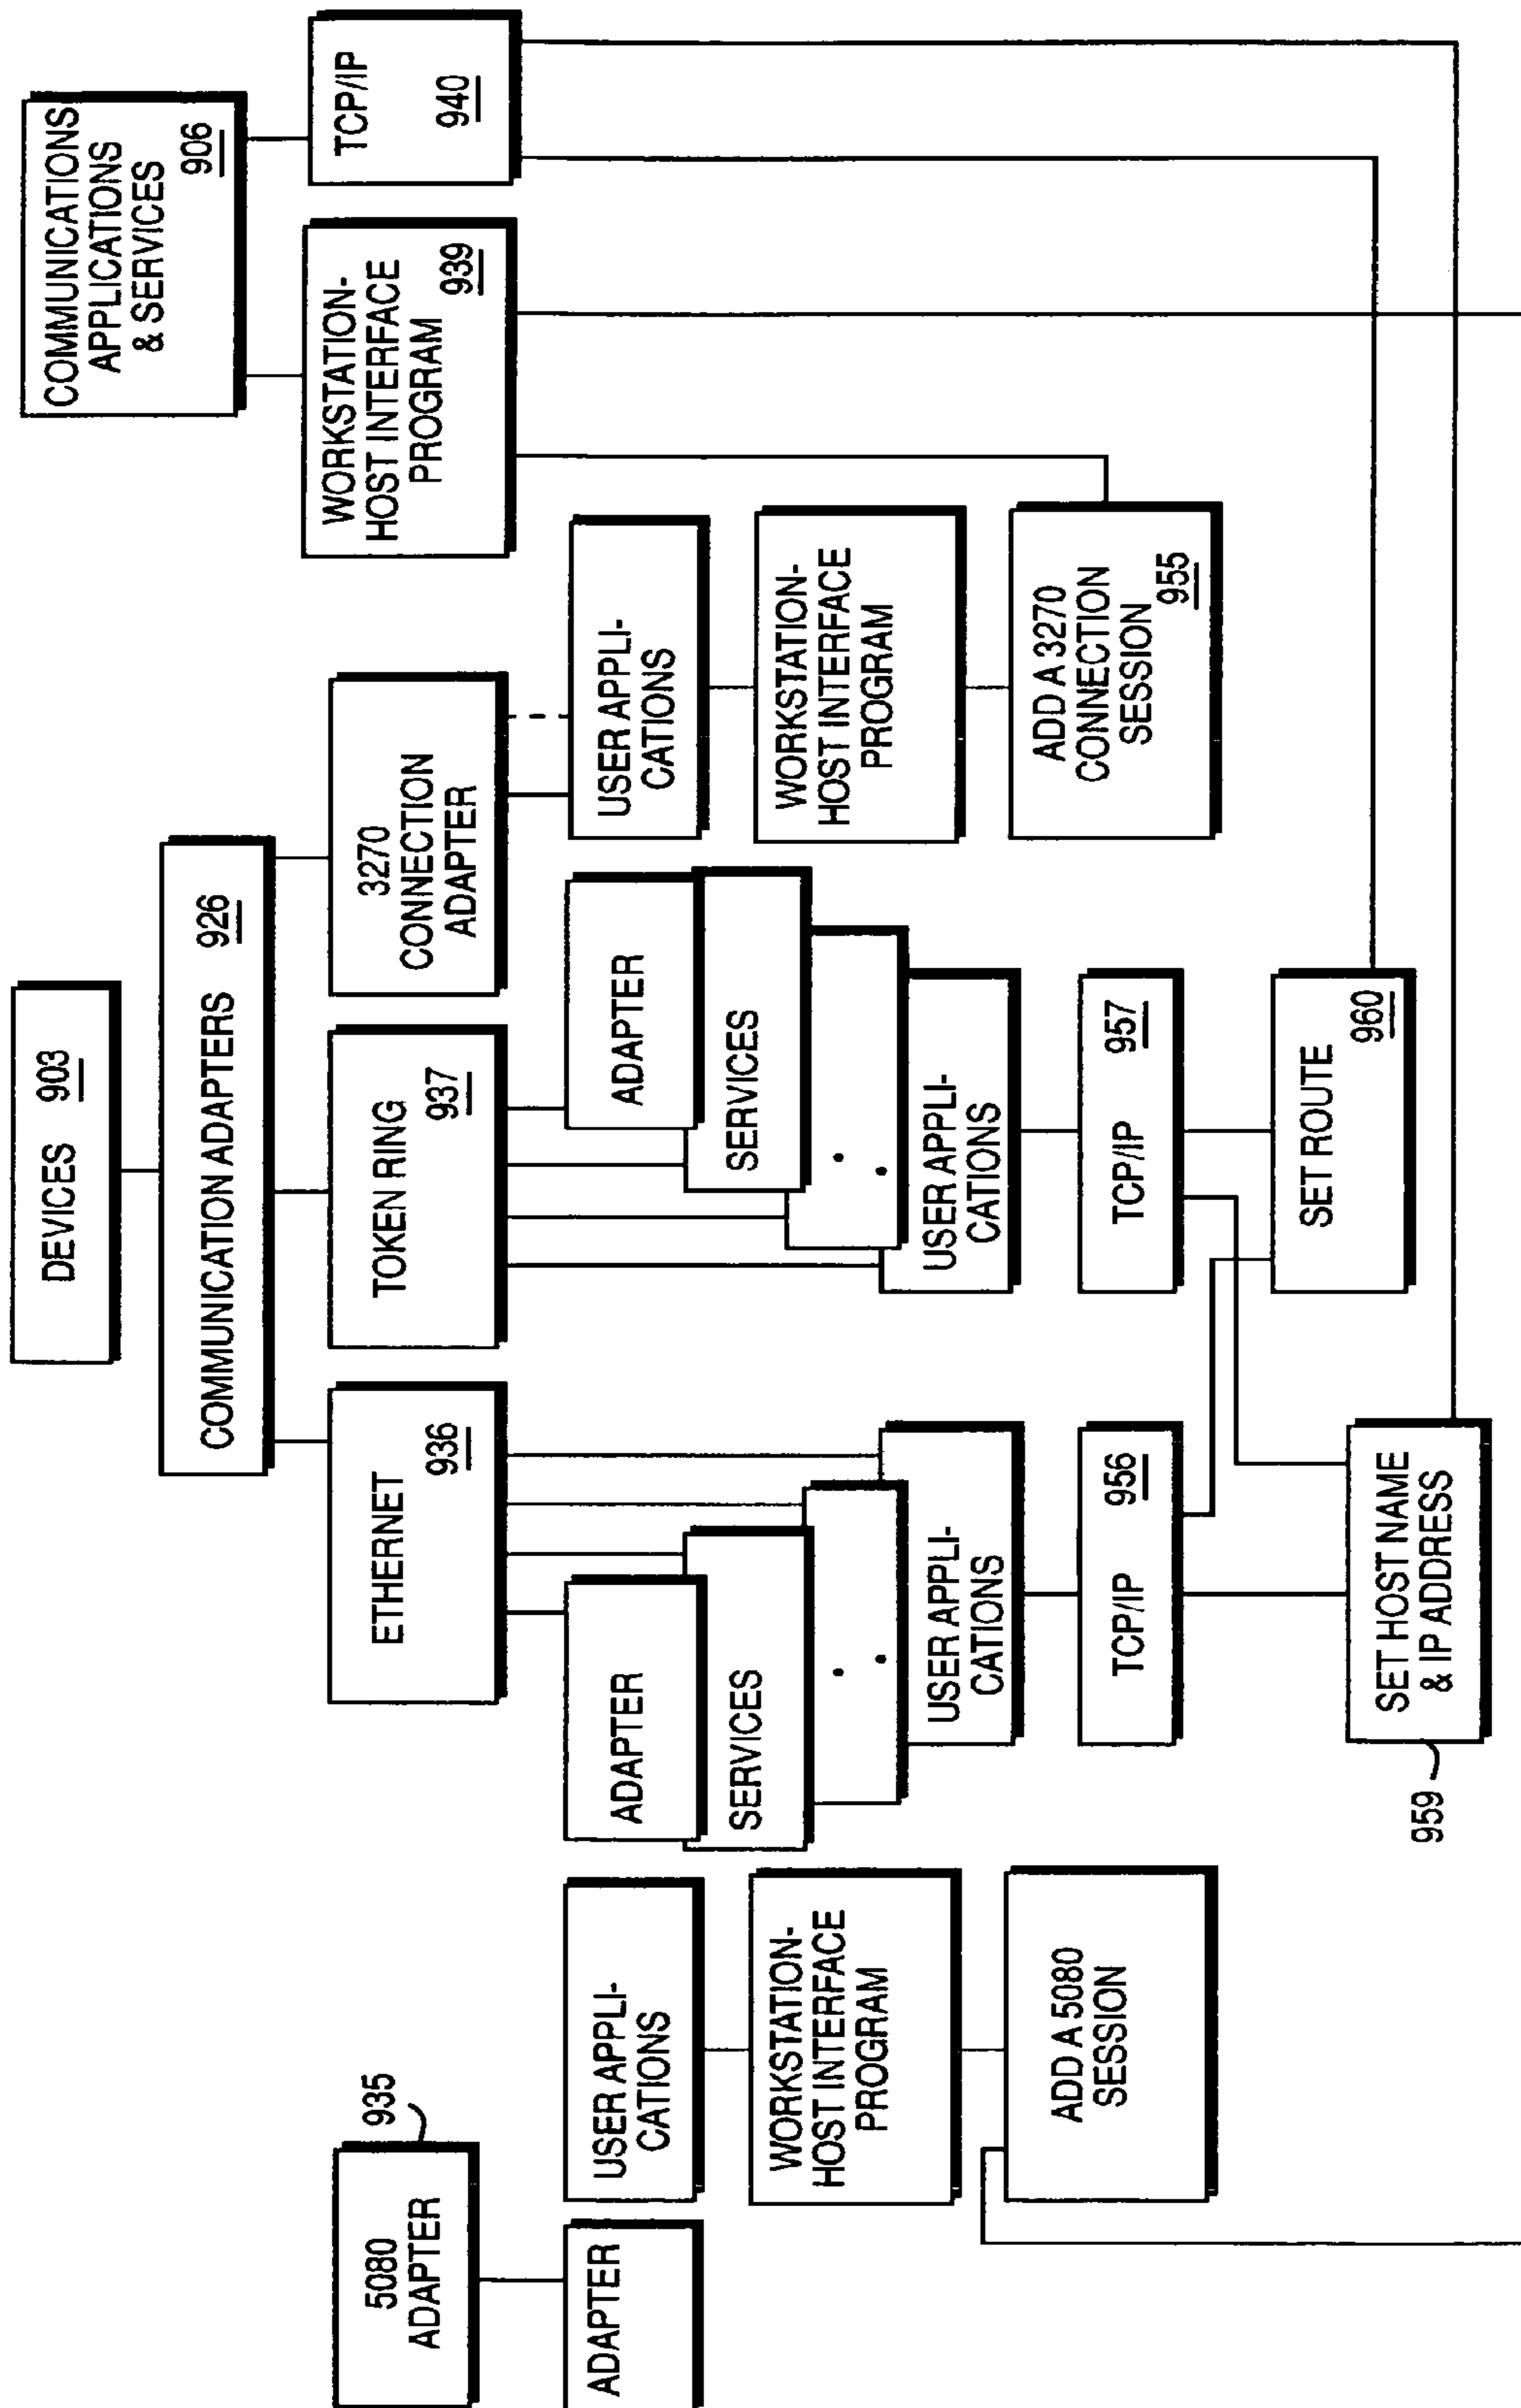 DEVICES 903
COMMUNICATIONS
APPLICATIONS
& SERVICES
906
COMMUNICATION ADAPTERS 926
5080
ADAPTER
935
ETHERNET
936
TOKEN RING
937
3270
CONNECTION
ADAPTER
WORKSTATION-
HOST INTERFACE
PROGRAM
939
TCP/IP
940
ADAPTER
USER APPLI-
CATIONS
WORKSTATION-
HOST INTERFACE
PROGRAM
ADD A 5080
SESSION
ADAPTER
SERVICES
USER APPLI-
CATIONS
TCP/IP 956
ADAPTER
SERVICES
USER APPLI-
CATIONS
TCP/IP 957
USER APPLI-
CATIONS
WORKSTATION-
HOST INTERFACE
PROGRAM
ADD A 3270
CONNECTION
SESSION
955
SET ROUTE
960
SET HOST NAME
& IP ADDRESS
959